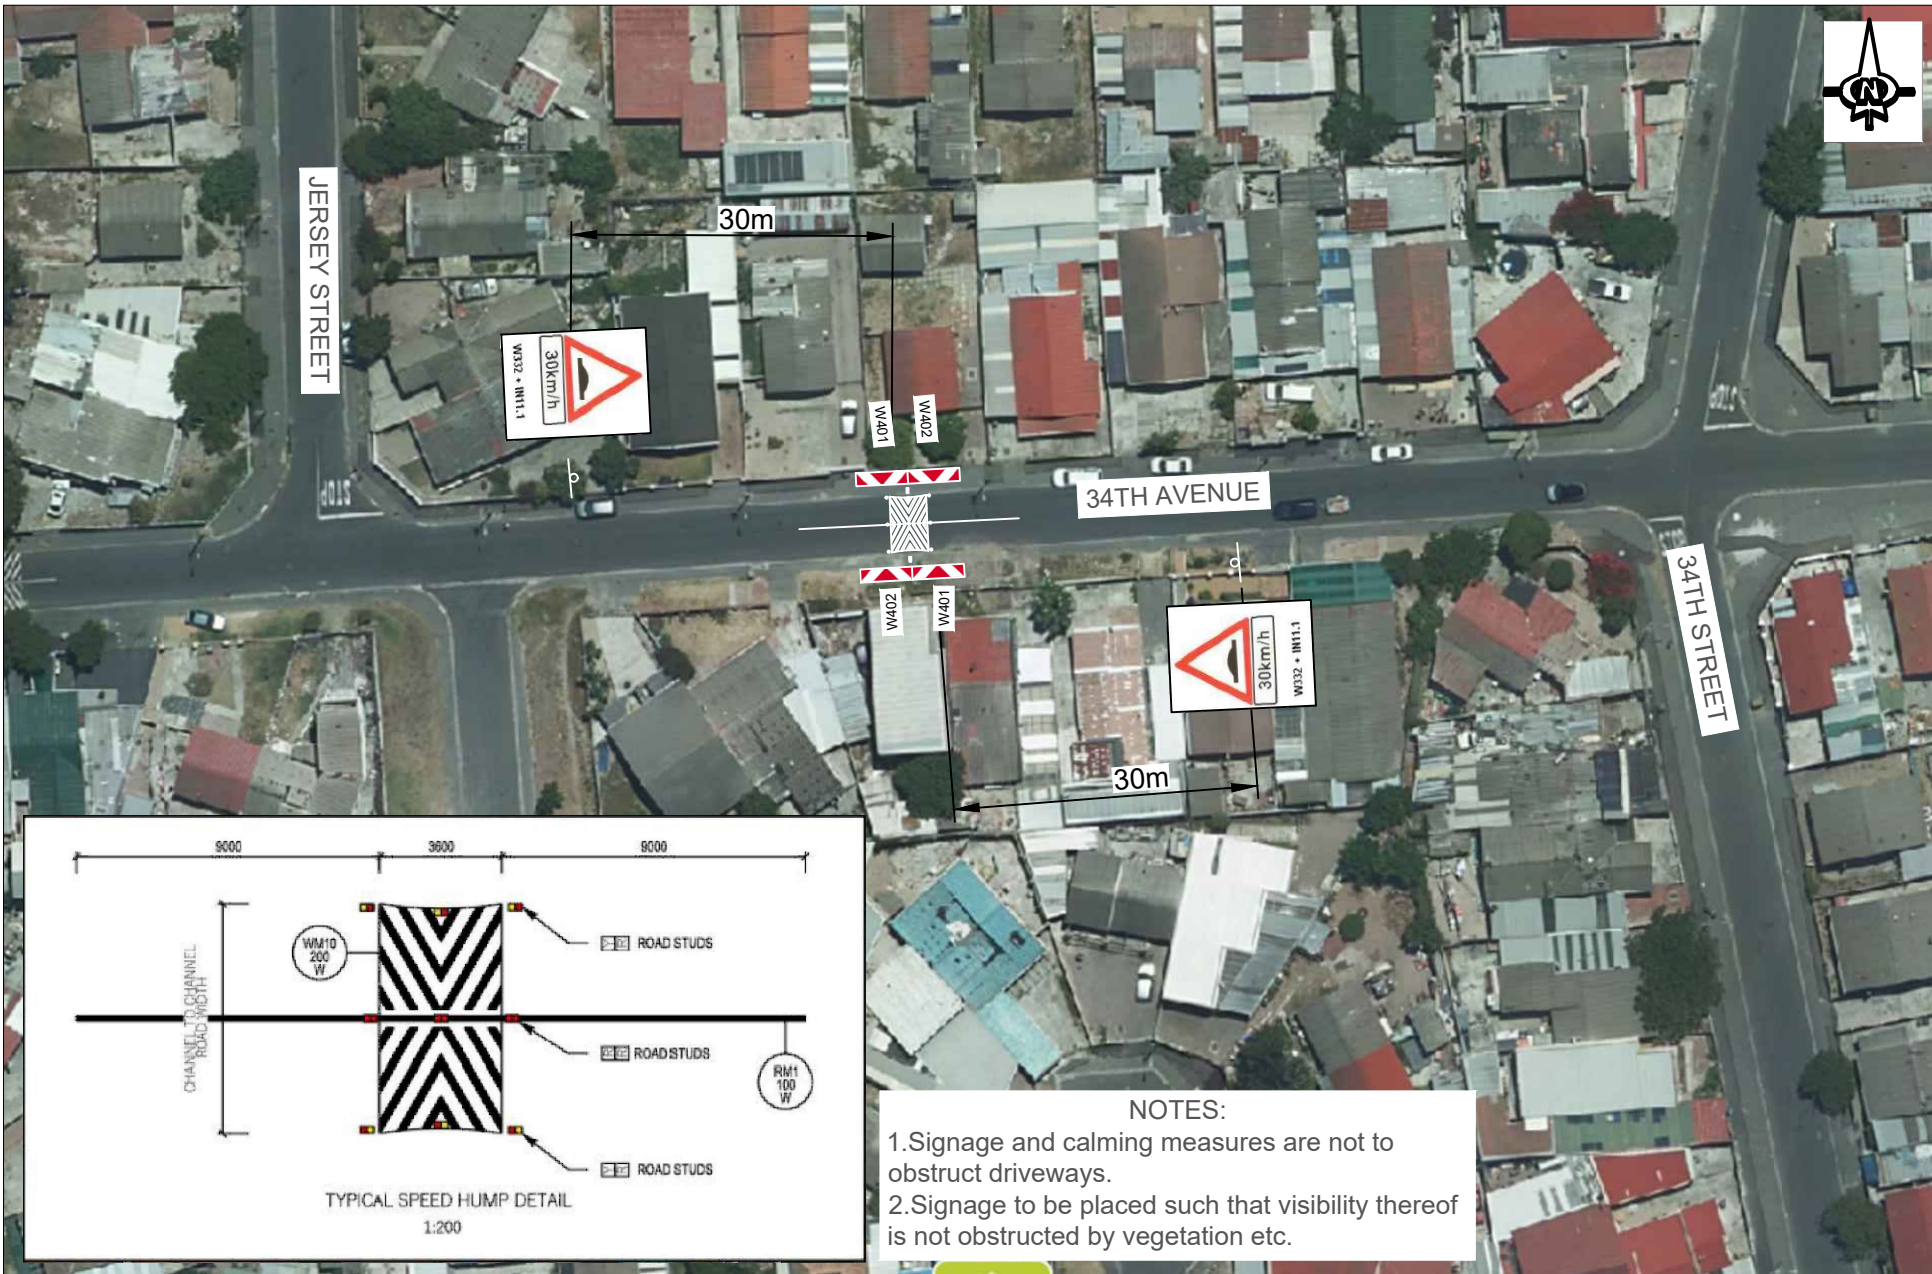 N
JERSEY STREET
30m
30km/h
W332 + IN11.1
W401
W402
STOP
STOP
34TH AVENUE
W402
W401
30km/h
W332 + IN11.1
34TH STREET
30m
9000
3600
9000
WM10
200
W
CHANNEL TO CHANNEL
ROAD WIDTH
ROAD STUDS
ROAD STUDS
RM1
100
W
ROAD STUDS
TYPICAL SPEED HUMP DETAIL
1:200
NOTES:
1.Signage and calming measures are not to
obstruct driveways.
2.Signage to be placed such that visibility thereof
is not obstructed by vegetation etc.